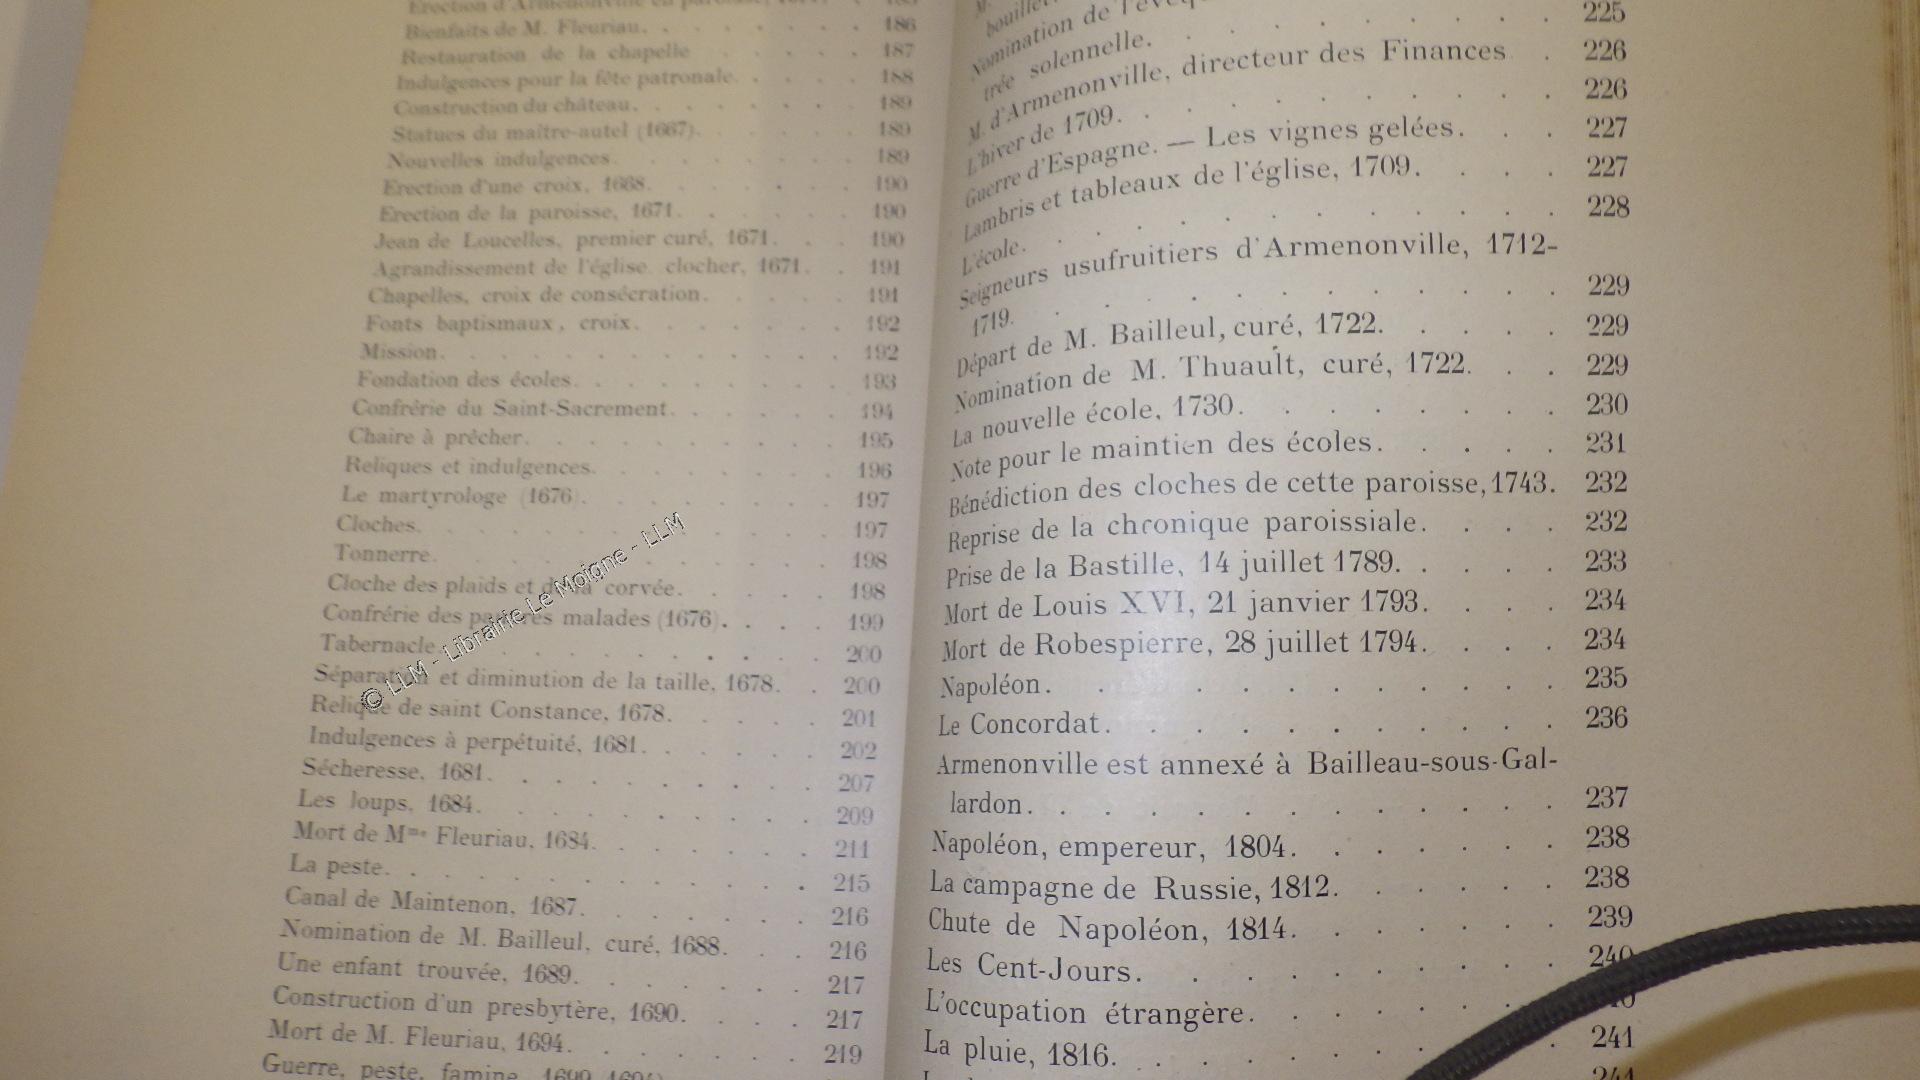 Erection d'Armenonville en paroisse,
Bienfaits de M. Fleuriau. . . . . . . . 186
Restauration de la chapelle . . . . . 187
Indulgences pour la fête patronale. . . . . 188
Construction du château. . . . . . . . 189
Statues du maître-autel (1667). . . . . . 189
Nouvelles indulgences. . . . . . . . 189
Erection d'une croix, 1668. . . . . . . 190
Erection de la paroisse, 1671. . . . . . 190
Jean de Loucelles, premier curé, 1671. . . 190
Agrandissement de l'église, clocher, 1671. . 191
Chapelles, croix de consécration. . . . . 191
Fonts baptismaux, croix. . . . . . . 192
Mission. . . . . . . . . . . . 192
Fondation des écoles. . . . . . . . . 193
Confrérie du Saint-Sacrement. . . . . . 194
Chaire à prêcher. . . . . . . . . . 195
Reliques et indulgences. . . . . . . . 196
Le martyrologe (1676). . . . . . . . 197
Cloches. . . . . . . . . . . . 197
Tonnerre. . . . . . . . . . . . 198
Cloche des plaids et de la corvée. . . . . 198
Confrérie des pauvres malades (1676). . . . 199
Tabernacle. . . . . . . . . . . 200
Séparation et diminution de la taille, 1678. . 200
Relique de saint Constance, 1678. . . . . 201
Indulgences à perpétuité, 1681. . . . . . 202
Sécheresse, 1681. . . . . . . . . . 207
Les loups, 1684. . . . . . . . . . 209
Mort de Mme Fleuriau, 1684. . . . . . . 211
La peste. . . . . . . . . . . . 215
Canal de Maintenon, 1687. . . . . . . 216
Nomination de M. Bailleul, curé, 1688. . . 216
Une enfant trouvée, 1689. . . . . . . 217
Construction d'un presbytère, 1690. . . . 217
Mort de M. Fleuriau, 1694. . . . . . . 219
Guerre, peste, famine,
© LLM - Librairie Le Moigne - LLM
M.
bouillet
Nomination de l'évêq
trée solennelle. . . . . . . . . 225
M. d'Armenonville, directeur des Finances . 226
L'hiver de 1709. . . . . . . . . . 226
Guerre d'Espagne. — Les vignes gelées. . . 227
Lambris et tableaux de l'église, 1709. . . . 227
L'école. . . . . . . . . . . . 228
Seigneurs usufruitiers d'Armenonville, 1712-
1719. . . . . . . . . . . . 229
Départ de M. Bailleul, curé, 1722. . . . . 229
Nomination de M. Thuault, curé, 1722. . . 229
La nouvelle école, 1730. . . . . . . 230
Note pour le maintien des écoles. . . . . 231
Bénédiction des cloches de cette paroisse, 1743. 232
Reprise de la chronique paroissiale. . . . 232
Prise de la Bastille, 14 juillet 1789. . . . . 233
Mort de Louis XVI, 21 janvier 1793. . . . 234
Mort de Robespierre, 28 juillet 1794. . . . 234
Napoléon. . . . . . . . . . . 235
Le Concordat. . . . . . . . . . 236
Armenonville est annexé à Bailleau-sous-Gal-
lardon. . . . . . . . . . . . 237
Napoléon, empereur, 1804. . . . . . . 238
La campagne de Russie, 1812. . . . . . 238
Chute de Napoléon, 1814. . . . . . . 239
Les Cent-Jours. . . . . . . . . . 240
L'occupation étrangère. . . . . .
La pluie, 1816. . . . . . . . . . 241
241